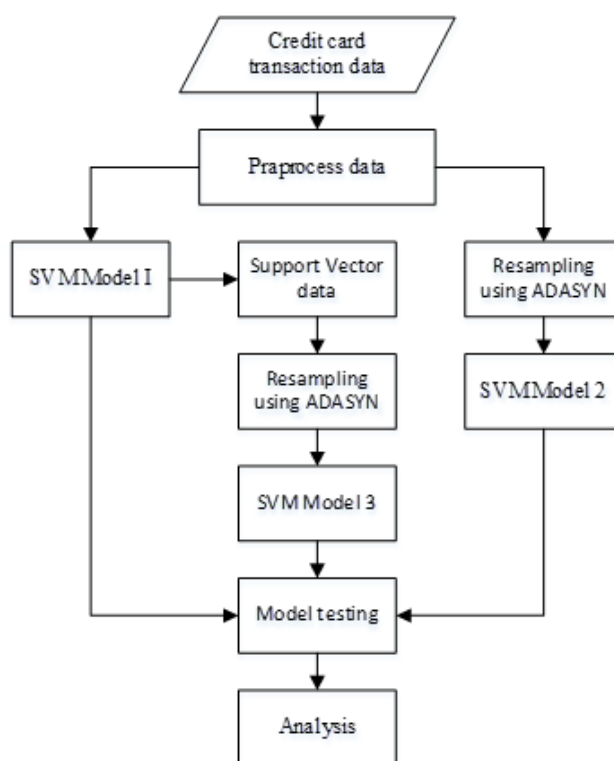 Credit card
transaction data
Praprocess data
SVMModel I
Support Vector
data
Resampling
using ADASYN
Resampling
using ADASYN
SVMModel 2
SVM Model 3
Model testing
Analysis